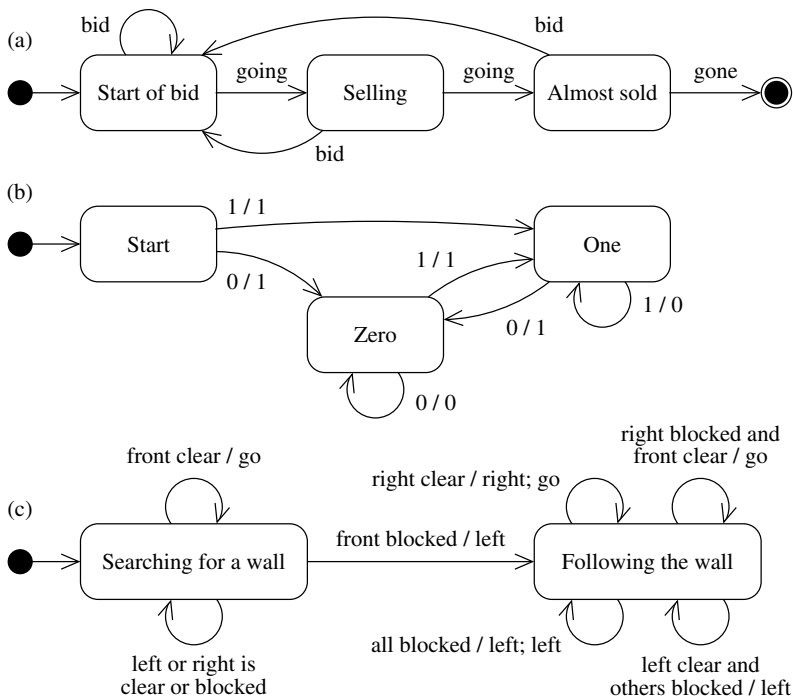 (a)
bid
bid
going
going
gone
Start of bid
Selling
Almost sold
bid
(b)
1 / 1
Start
One
0 / 1
1 / 1
0 / 1
1 / 0
Zero
0 / 0
(c)
front clear / go
right clear / right; go
right blocked and
front clear / go
Searching for a wall
front blocked / left
Following the wall
left or right is
clear or blocked
all blocked / left; left
left clear and
others blocked / left